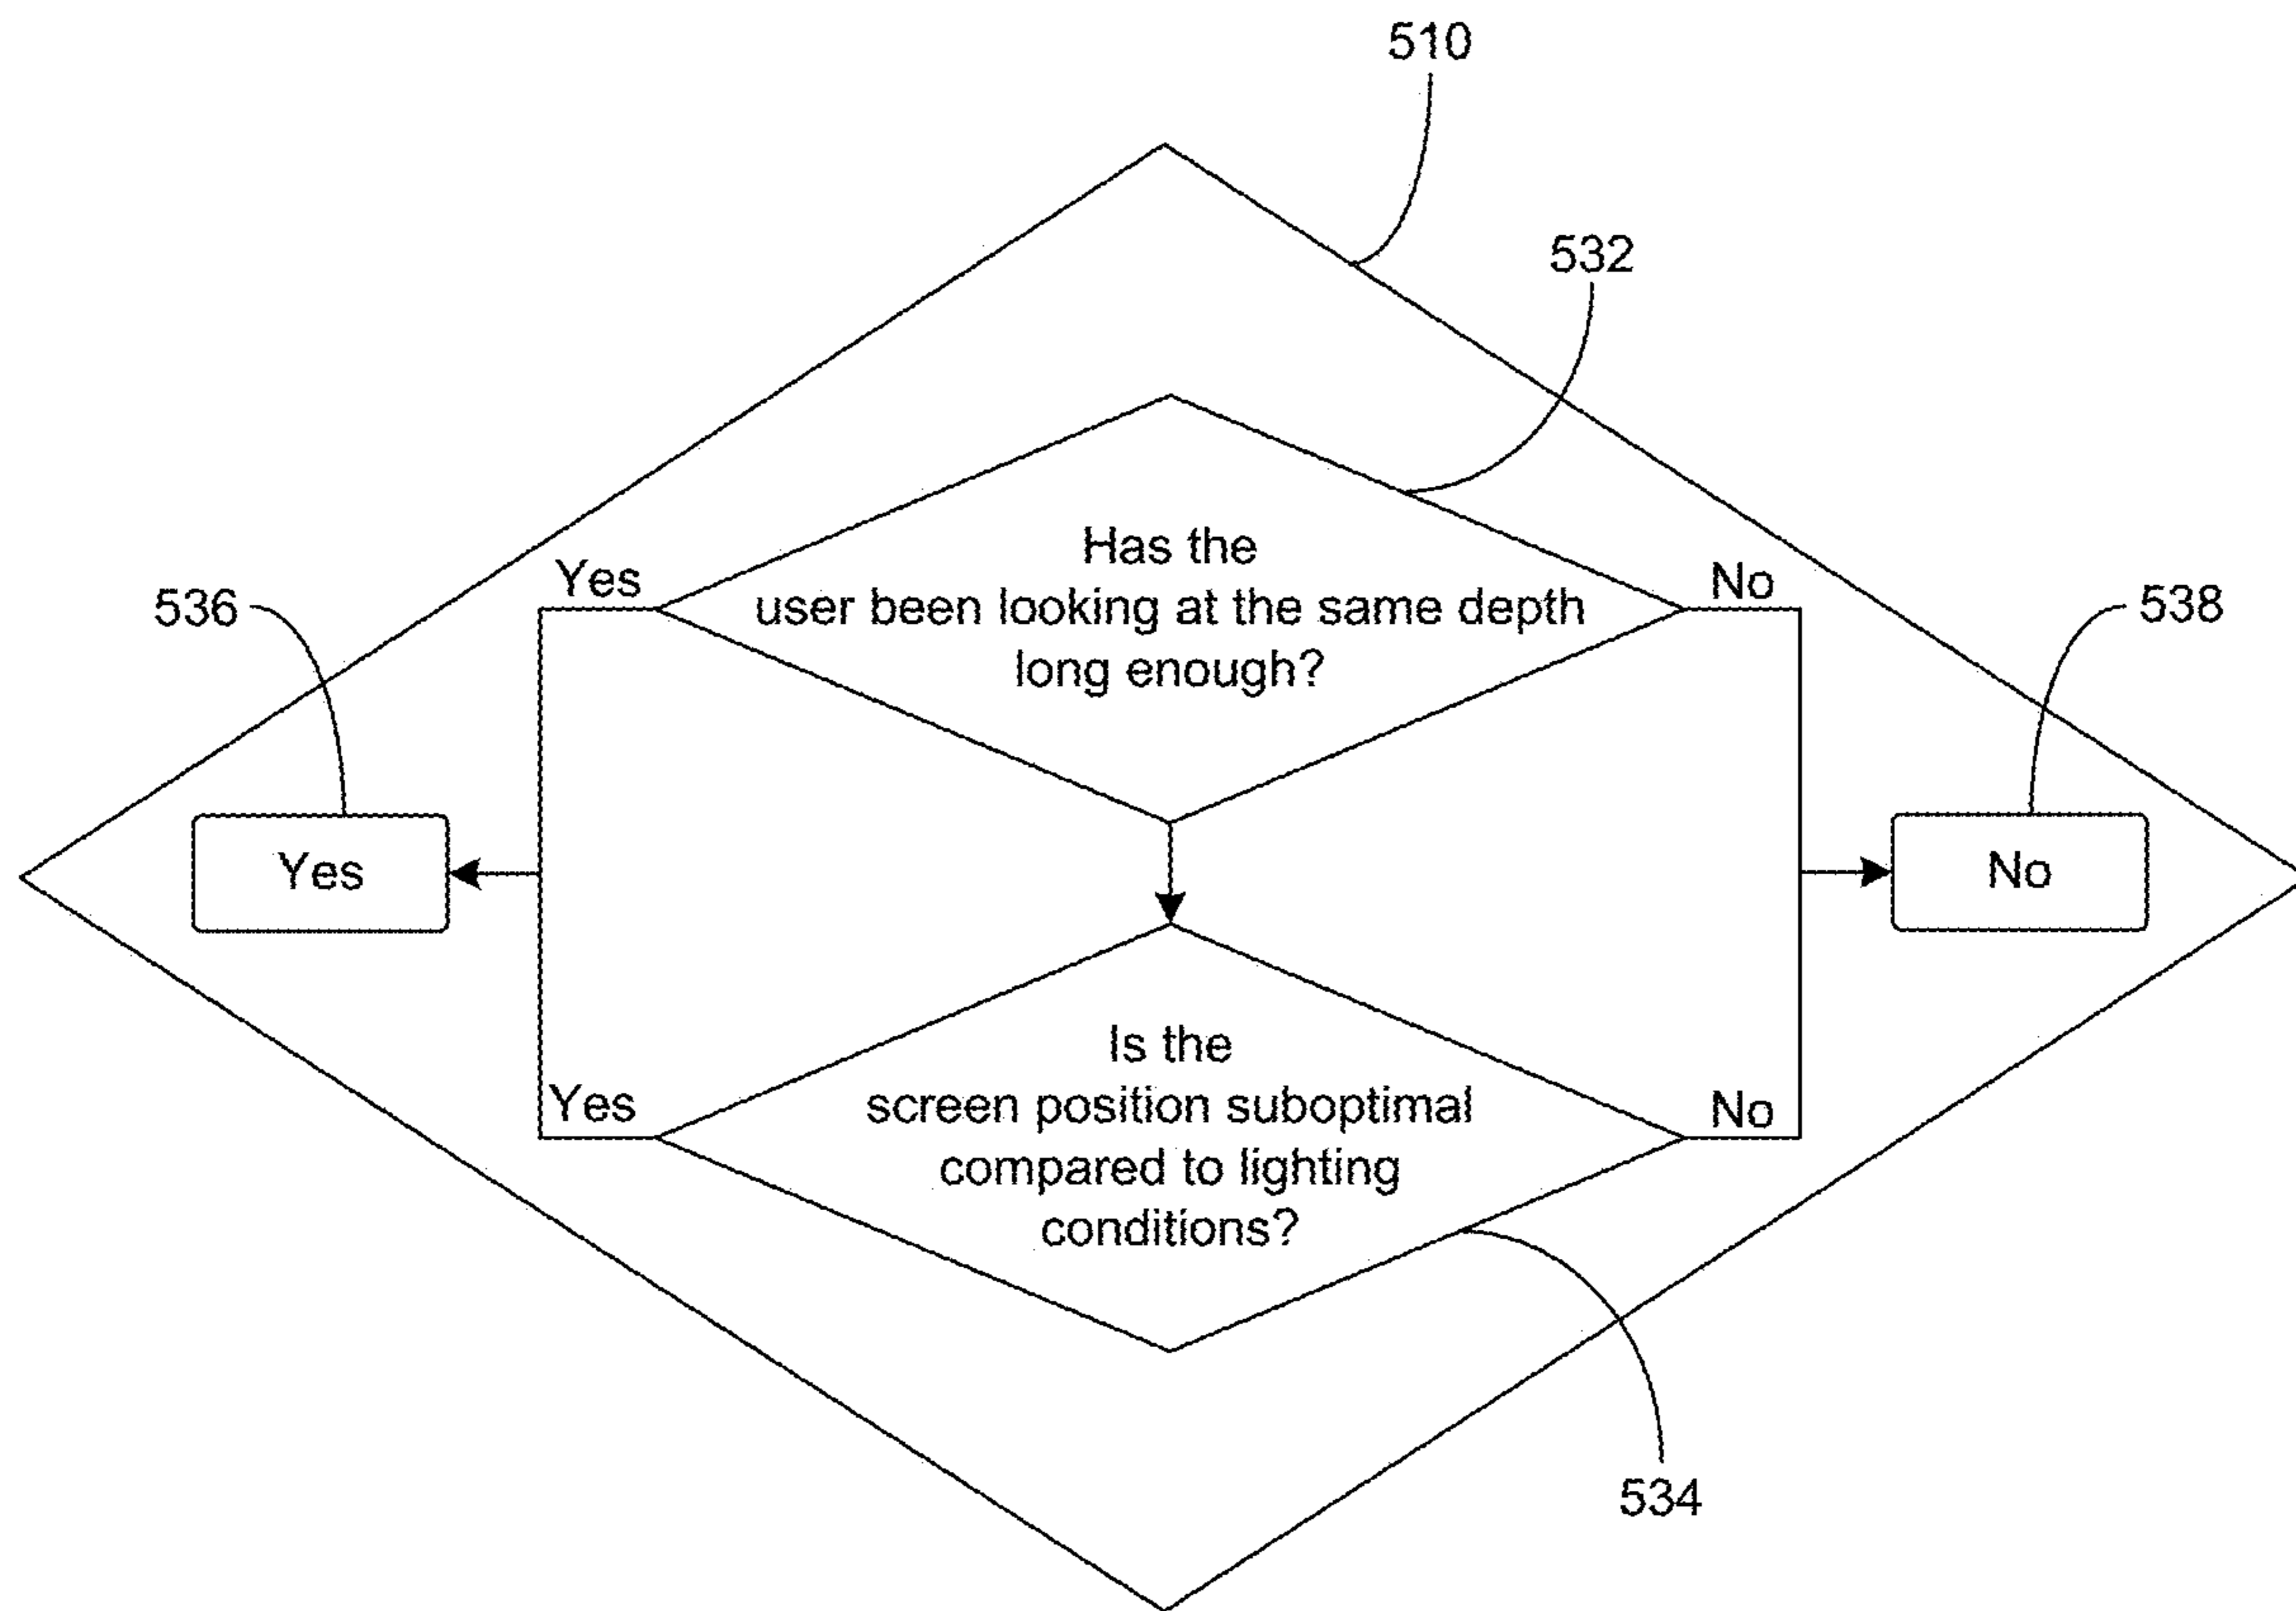 510
532
Has the
user been looking at the same depth
long enough?
Yes
No
536
538
Yes
No
Is the
screen position suboptimal
compared to lighting
conditions?
Yes
No
534